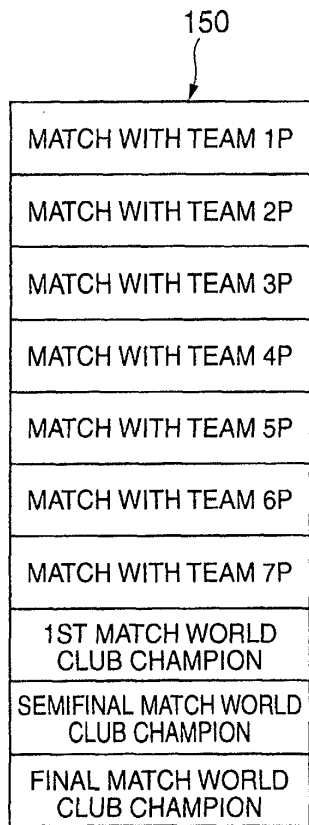 150
MATCH WITH TEAM 1P
MATCH WITH TEAM 2P
MATCH WITH TEAM 3P
MATCH WITH TEAM 4P
MATCH WITH TEAM 5P
MATCH WITH TEAM 6P
MATCH WITH TEAM 7P
1ST MATCH WORLD
CLUB CHAMPION
SEMIFINAL MATCH WORLD
CLUB CHAMPION
FINAL MATCH WORLD
CLUB CHAMPION